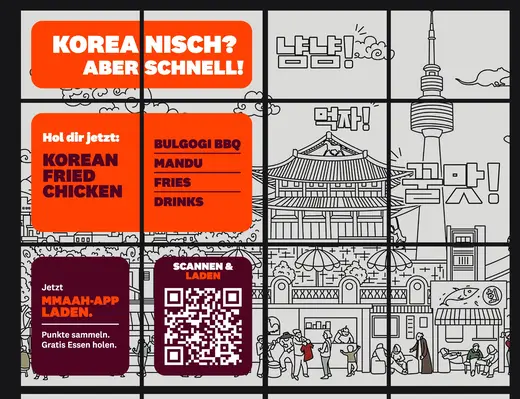 KOREANISCH?
ABER SCHNELL!
냠냠!
먹자!
Hol dir jetzt:
KOREAN
FRIED
CHICKEN
BULGOGI BBQ
MANDU
FRIES
DRINKS
꿀맛!
Jetzt
MMAAH-APP
LADEN.
Punkte sammeln.
Gratis Essen holen.
SCANNEN &
LADEN